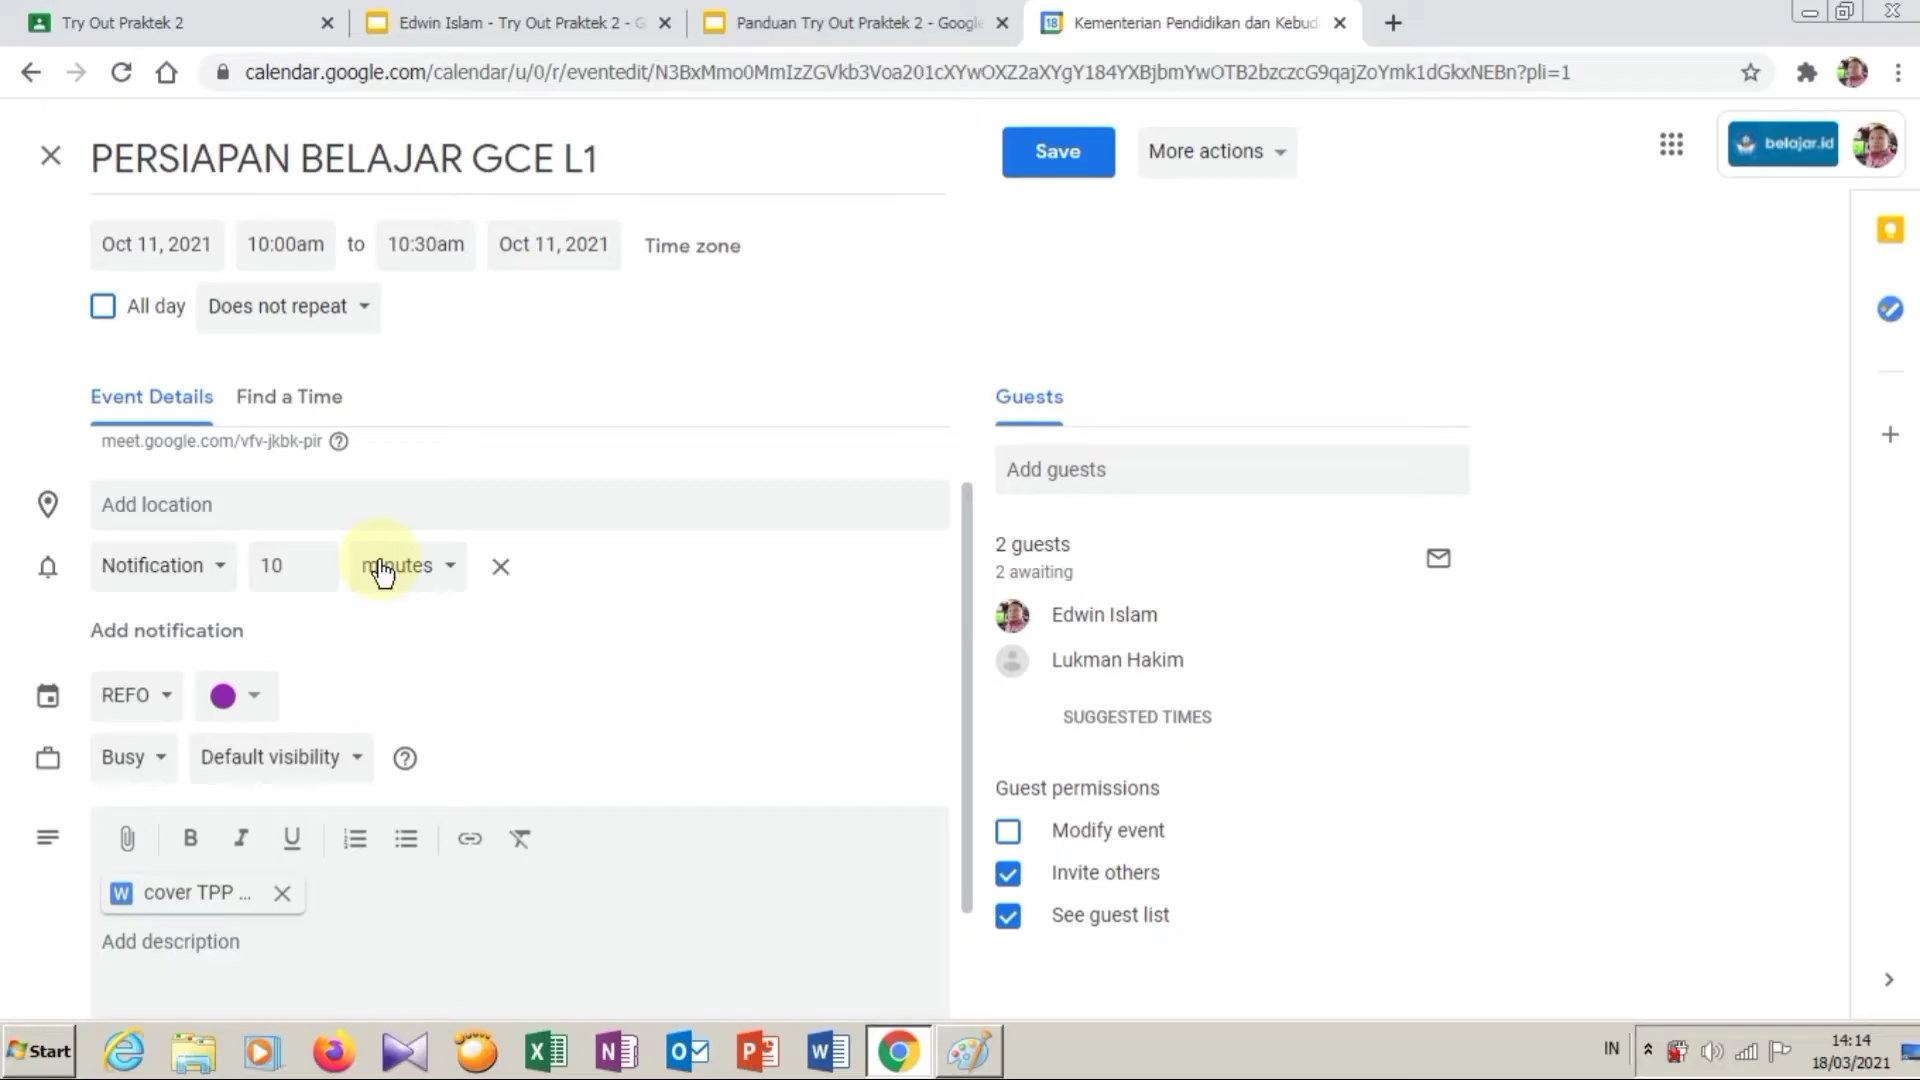 Try Out Praktek 2
Edwin Islam - Try Out Praktek 2 - G
Panduan Try Out Praktek 2 - Google
18 Kementerian Pendidikan dan Kebud
calendar.google.com/calendar/u/0/r/eventedit/N3BxMmo0MmIzZGVkb3Voa201cXYwOXZ2aXYgY184YXBjbmYwOTB2bzczcG9qajZoYmk1dGkxNEBn?pli=1
PERSIAPAN BELAJAR GCE L1
Save
More actions
belajar.id
Oct 11, 2021 10:00am to 10:30am Oct 11, 2021 Time zone
All day Does not repeat
Event Details Find a Time
meet.google.com/vfv-jkbk-pir
Add location
Notification 10 minutes
Add notification
REFO
Busy Default visibility
B I U
W cover TPP ...
Add description
Guests
Add guests
2 guests
2 awaiting
Edwin Islam
Lukman Hakim
SUGGESTED TIMES
Guest permissions
Modify event
Invite others
See guest list
Start
IN
14:14
18/03/2021